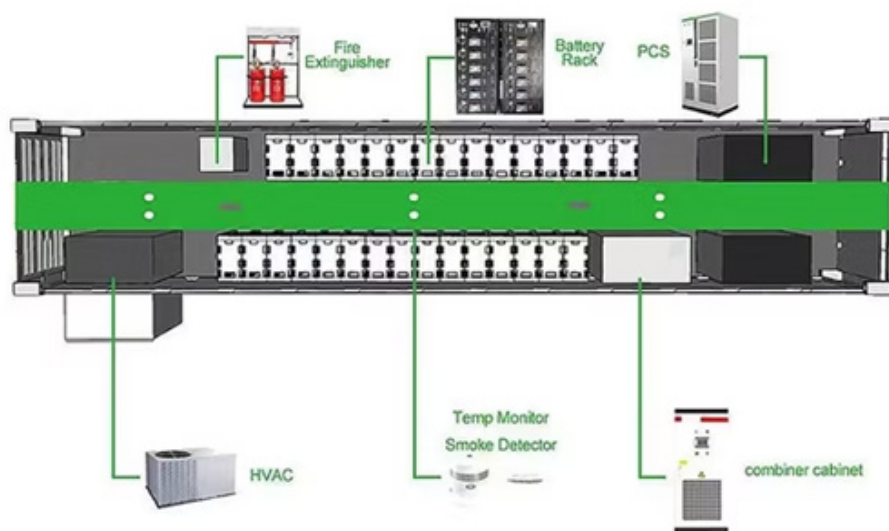 Fire
Extinguisher
Battery
Rack
PCS
HVAC
Temp Monitor
Smoke Detector
combiner cabinet